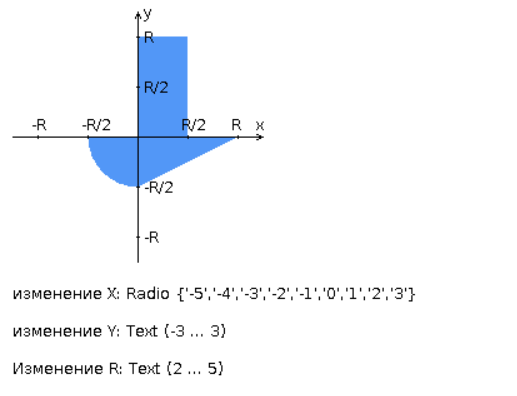 y
R
R/2
-R -R/2 R/2 R x
-R/2
-R
изменение X: Radio {'-5','-4','-3','-2','-1','0','1','2','3'}
изменение Y: Text (-3 ... 3)
Изменение R: Text (2 ... 5)